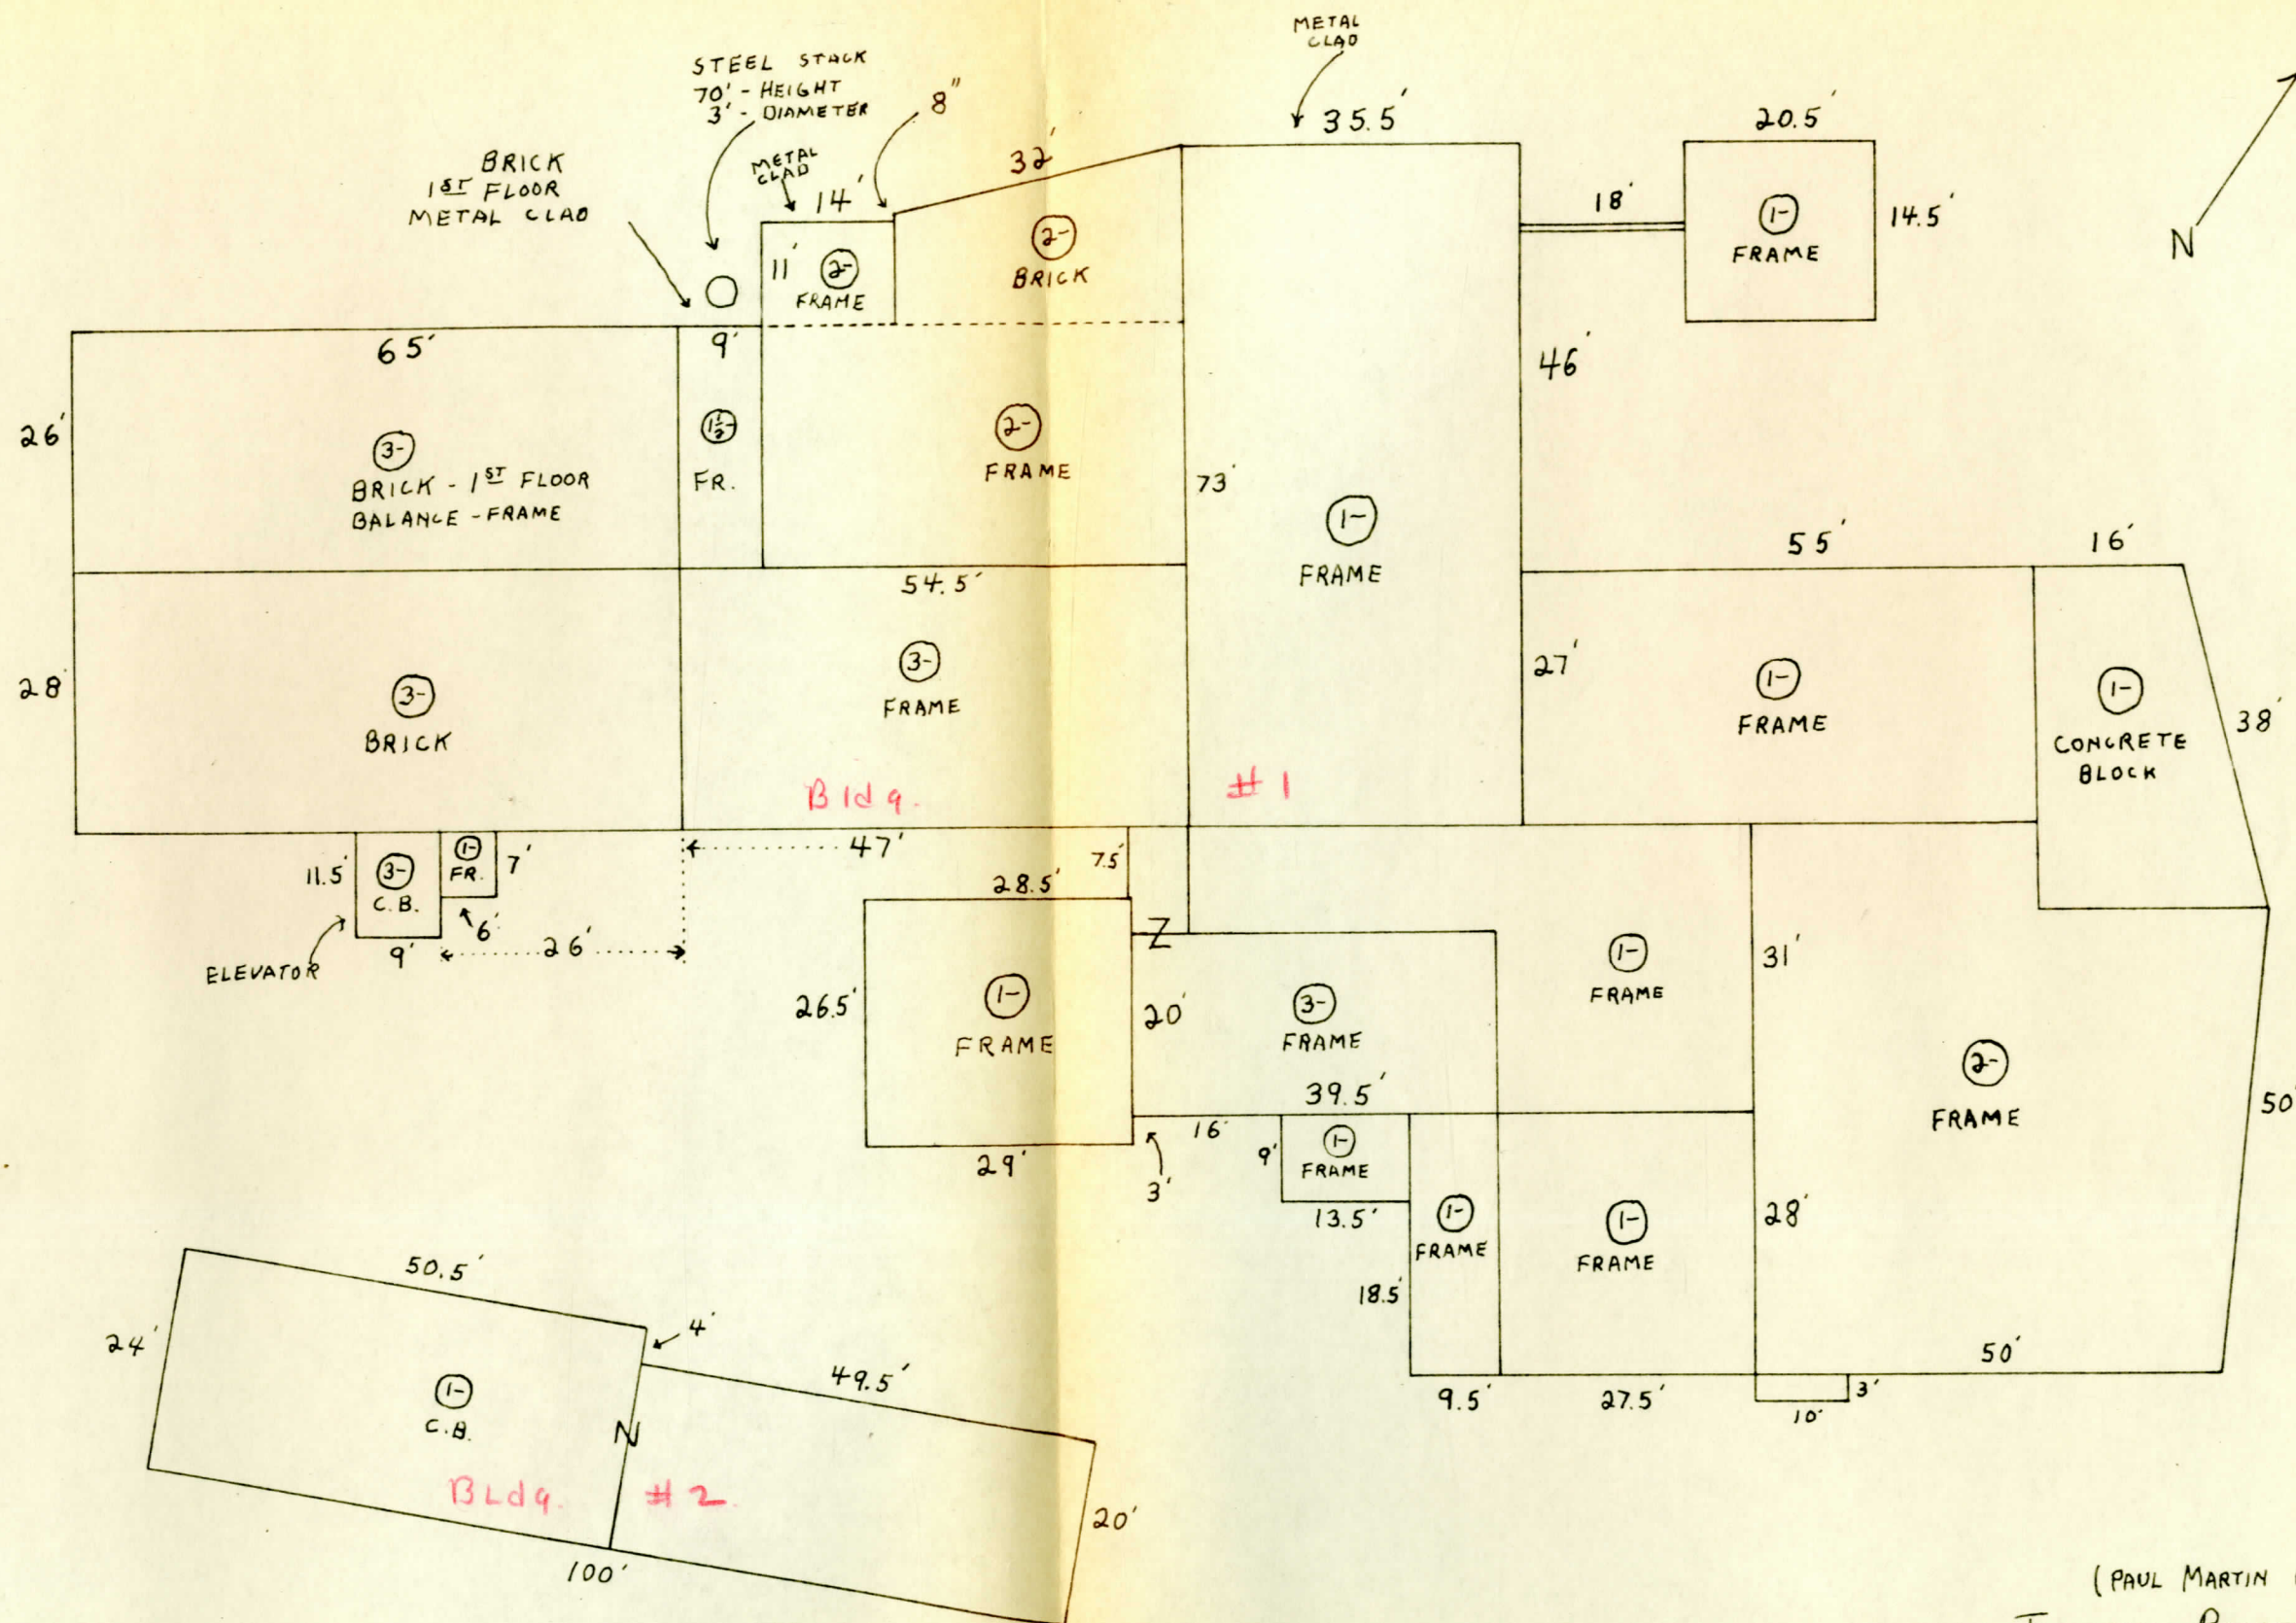 METAL
CLAD
STEEL STACK
70' - HEIGHT
3' - DIAMETER
8"
BRICK
1ST FLOOR
METAL CLAD
METAL
CLAD
14'
32'
35.5'
20.5'
18'
14.5'
1-
FRAME
N
11'
2-
FRAME
2-
BRICK
46'
65'
9'
26'
3-
BRICK - 1ST FLOOR
BALANCE - FRAME
1½-
FR.
2-
FRAME
73'
1-
FRAME
55'
16'
54.5'
28'
3-
BRICK
3-
FRAME
27'
1-
FRAME
1-
CONCRETE
BLOCK
38'
Bldg. #1
11.5'
3-
C.B.
1-
FR.
7'
6'
9'
26'
ELEVATOR
47'
7.5'
28.5'
Z
26.5'
1-
FRAME
20'
3-
FRAME
39.5'
1-
FRAME
31'
2-
FRAME
50'
29'
3'
16'
9'
1-
FRAME
13.5'
1-
FRAME
18.5'
1-
FRAME
28'
50'
9.5'
27.5'
10'
3'
50.5'
4'
24'
49.5'
1-
C.B.
N
Bldg. #2
20'
100'
(PAUL MARTIN